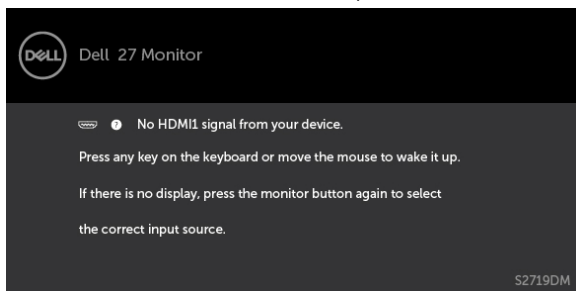 DELL Dell 27 Monitor
No HDMI1 signal from your device.
Press any key on the keyboard or move the mouse to wake it up.
If there is no display, press the monitor button again to select
the correct input source.
S2719DM